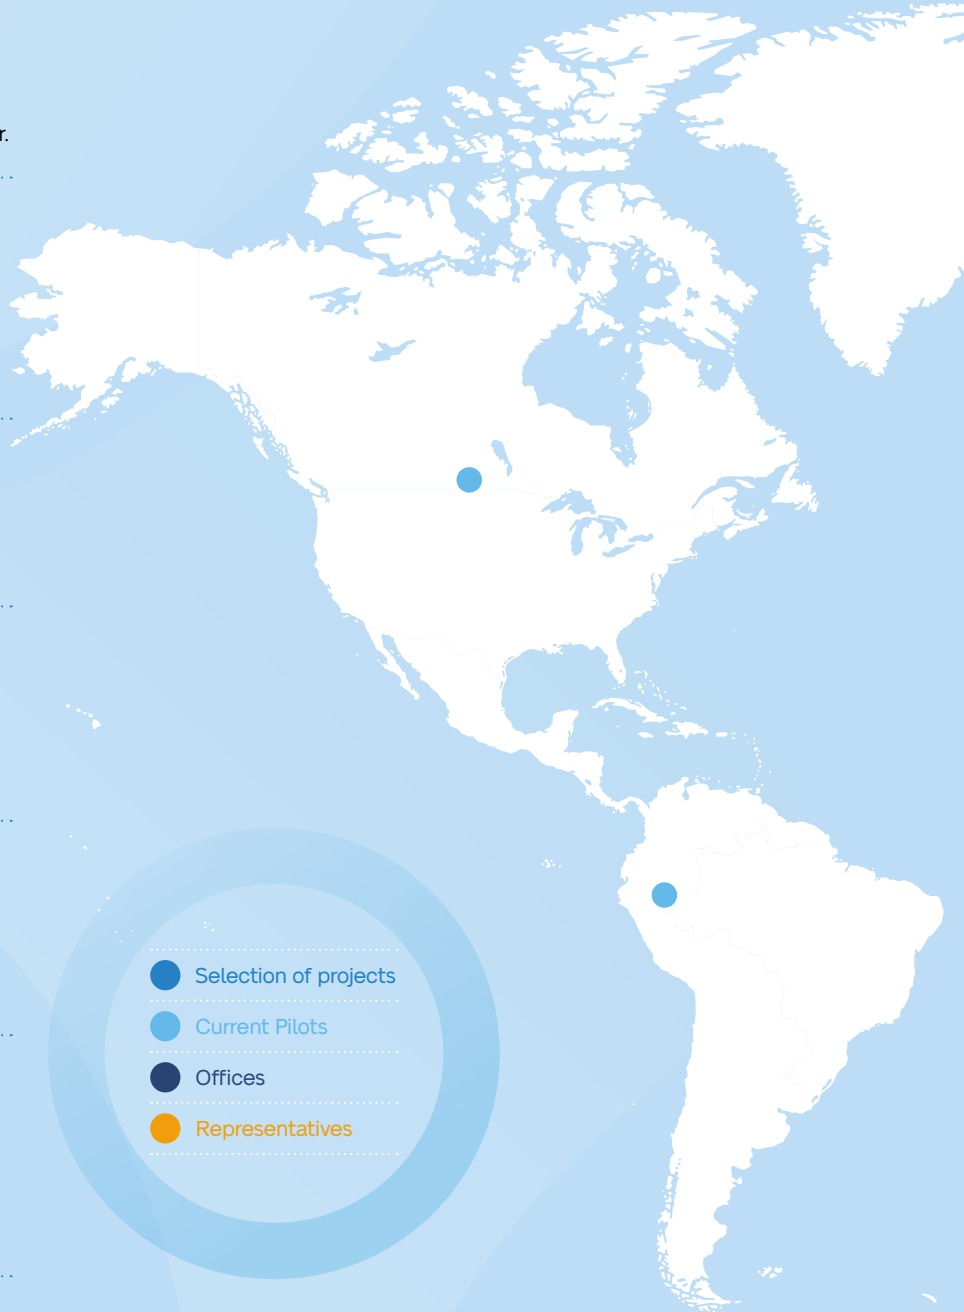 r.
Selection of projects
Current Pilots
Offices
Representatives